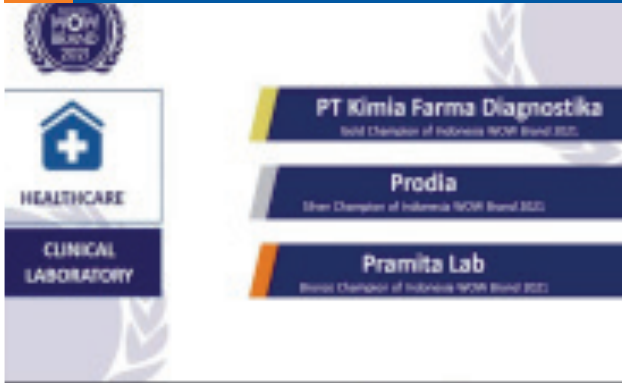 WOW
BRAND
2021
HEALTHCARE
CLINICAL
LABORATORY
PT Kimia Farma Diagnostika
Gold Champion of Indonesia WOW Brand 2021
Prodia
Silver Champion of Indonesia WOW Brand 2021
Pramita Lab
Bronze Champion of Indonesia WOW Brand 2021